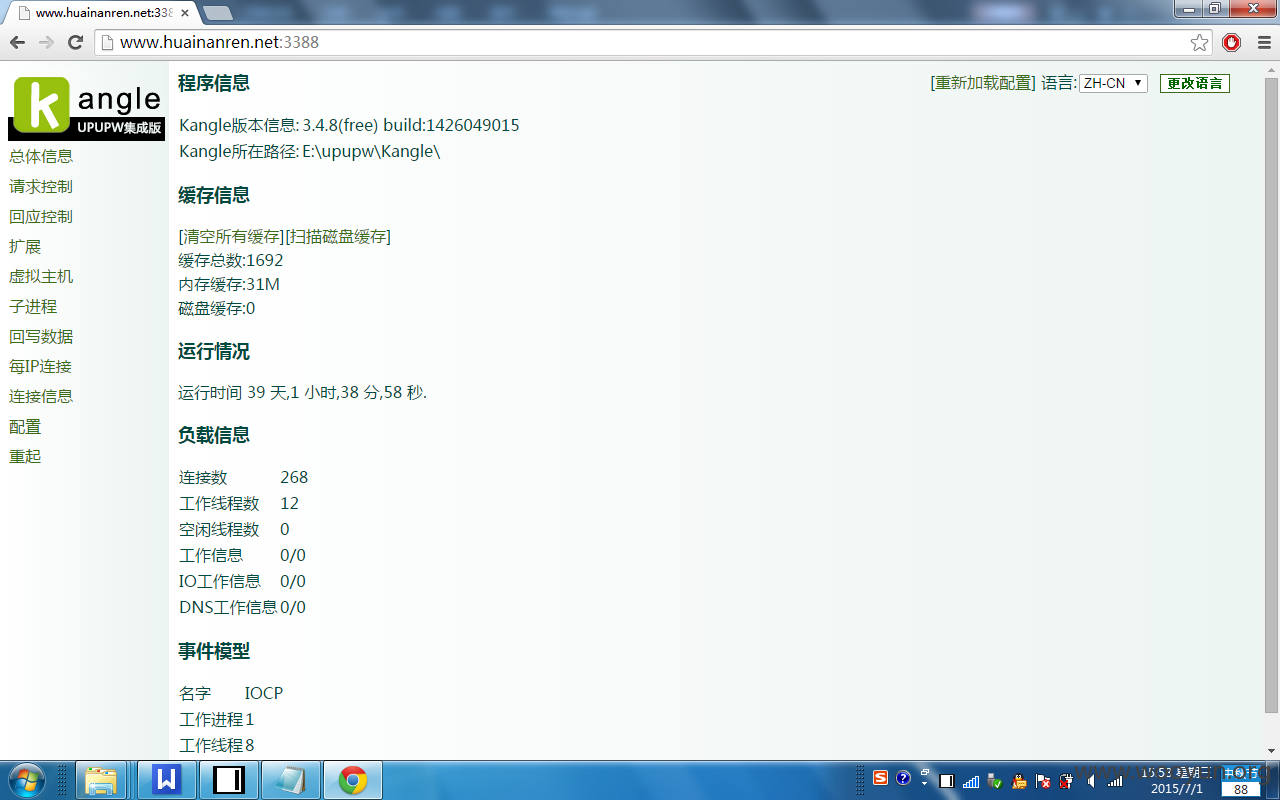 www.huainanren.net:338
www.huainanren.net:3388
k angle
UPUPW集成版
总体信息
请求控制
回应控制
扩展
虚拟主机
子进程
回写数据
每IP连接
连接信息
配置
重起
程序信息
[重新加载配置] 语言: ZH-CN 更改语言
Kangle版本信息: 3.4.8(free) build:1426049015
Kangle所在路径: E:\upupw\Kangle\
缓存信息
[清空所有缓存][扫描磁盘缓存]
缓存总数:1692
内存缓存:31M
磁盘缓存:0
运行情况
运行时间 39 天,1 小时,38 分,58 秒.
负载信息
连接数 268
工作线程数 12
空闲线程数 0
工作信息 0/0
IO工作信息 0/0
DNS工作信息 0/0
事件模型
名字 IOCP
工作进程 1
工作线程 8
15:53 星期三
2015/7/1
88